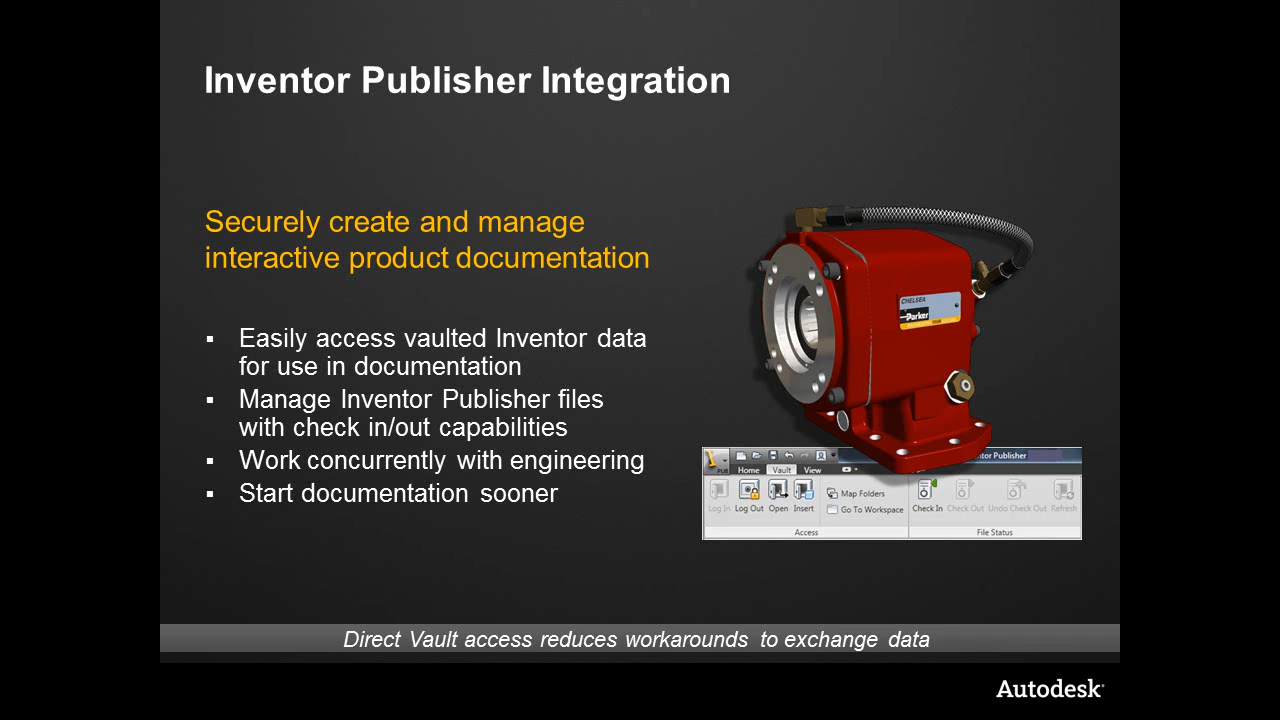 Inventor Publisher Integration
Securely create and manage
interactive product documentation
▪ Easily access vaulted Inventor data
for use in documentation
▪ Manage Inventor Publisher files
with check in/out capabilities
▪ Work concurrently with engineering
▪ Start documentation sooner
CHELSEA
Parker
PUB
tor Publisher
Home Vault View
Log In Log Out Open Insert
Map Folders
Go To Workspace
Check In Check Out Undo Check Out Refresh
Access File Status
Direct Vault access reduces workarounds to exchange data
Autodesk